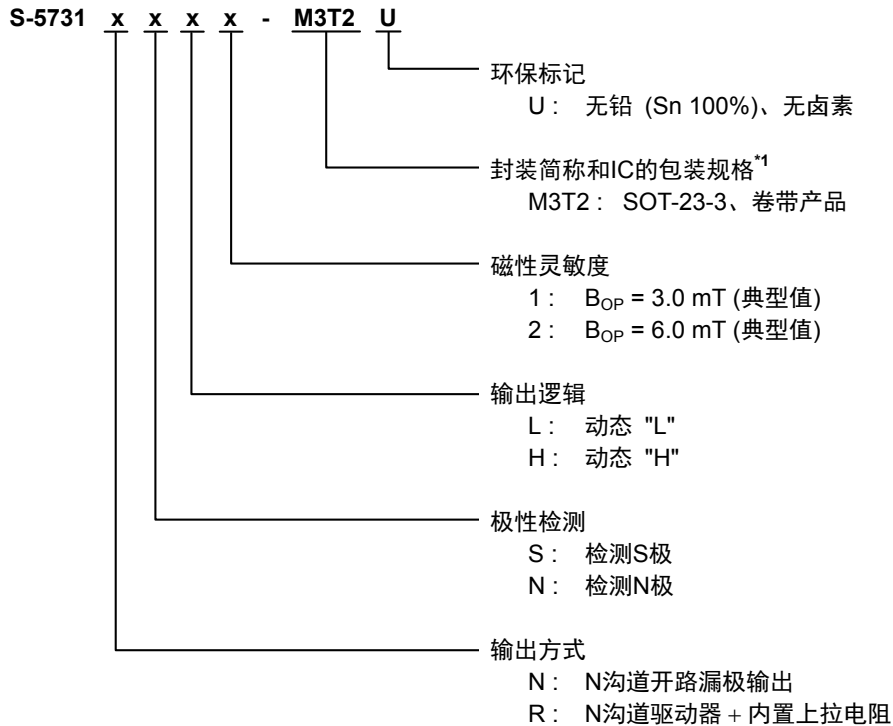 S-5731 x x x x - M3T2 U
环保标记
U : 无铅 (Sn 100%)、无卤素
封装简称和IC的包装规格*1
M3T2 : SOT-23-3、卷带产品
磁性灵敏度
1 : BOP = 3.0 mT (典型值)
2 : BOP = 6.0 mT (典型值)
输出逻辑
L : 动态 "L"
H : 动态 "H"
极性检测
S : 检测S极
N : 检测N极
输出方式
N : N沟道开路漏极输出
R : N沟道驱动器 + 内置上拉电阻